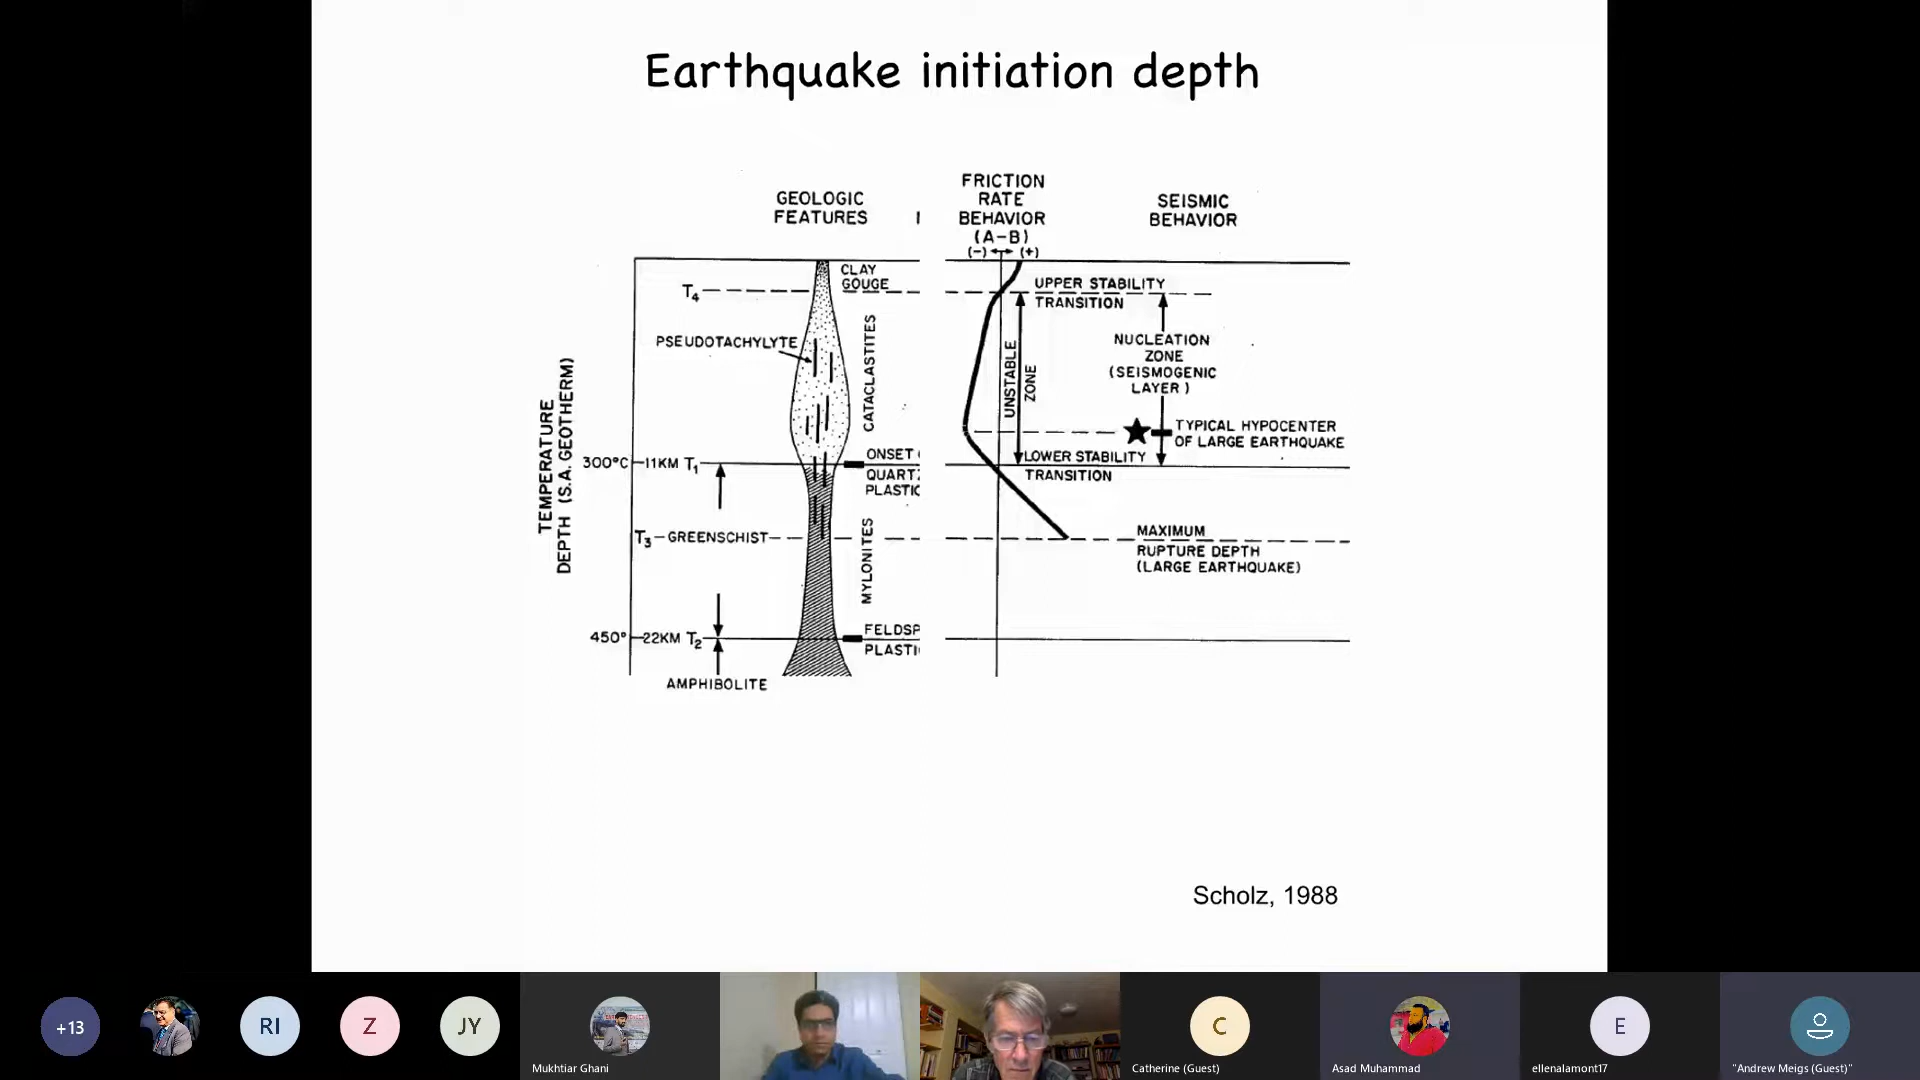 Earthquake initiation depth
GEOLOGIC
FEATURES
FRICTION
RATE
BEHAVIOR
(A-B)
(-) (+)
SEISMIC
BEHAVIOR
TEMPERATURE
DEPTH (S.A. GEOTHERM)
CLAY
GOUGE
T4
PSEUDOTACHYLYTE
CATACLASTITES
300°C 11KM T1
ONSET
QUARTZ
PLASTIC
T3 GREENSCHIST
MYLONITES
450° 22KM T2
FELDSP
PLASTI
AMPHIBOLITE
UPPER STABILITY
TRANSITION
UNSTABLE
ZONE
NUCLEATION
ZONE
(SEISMOGENIC
LAYER)
TYPICAL HYPOCENTER
OF LARGE EARTHQUAKE
LOWER STABILITY
TRANSITION
MAXIMUM
RUPTURE DEPTH
(LARGE EARTHQUAKE)
Scholz, 1988
+13
RI
Z
JY
Mukhtiar Ghani
C
Catherine (Guest)
Asad Muhammad
E
ellenalamont17
"Andrew Meigs (Guest)"